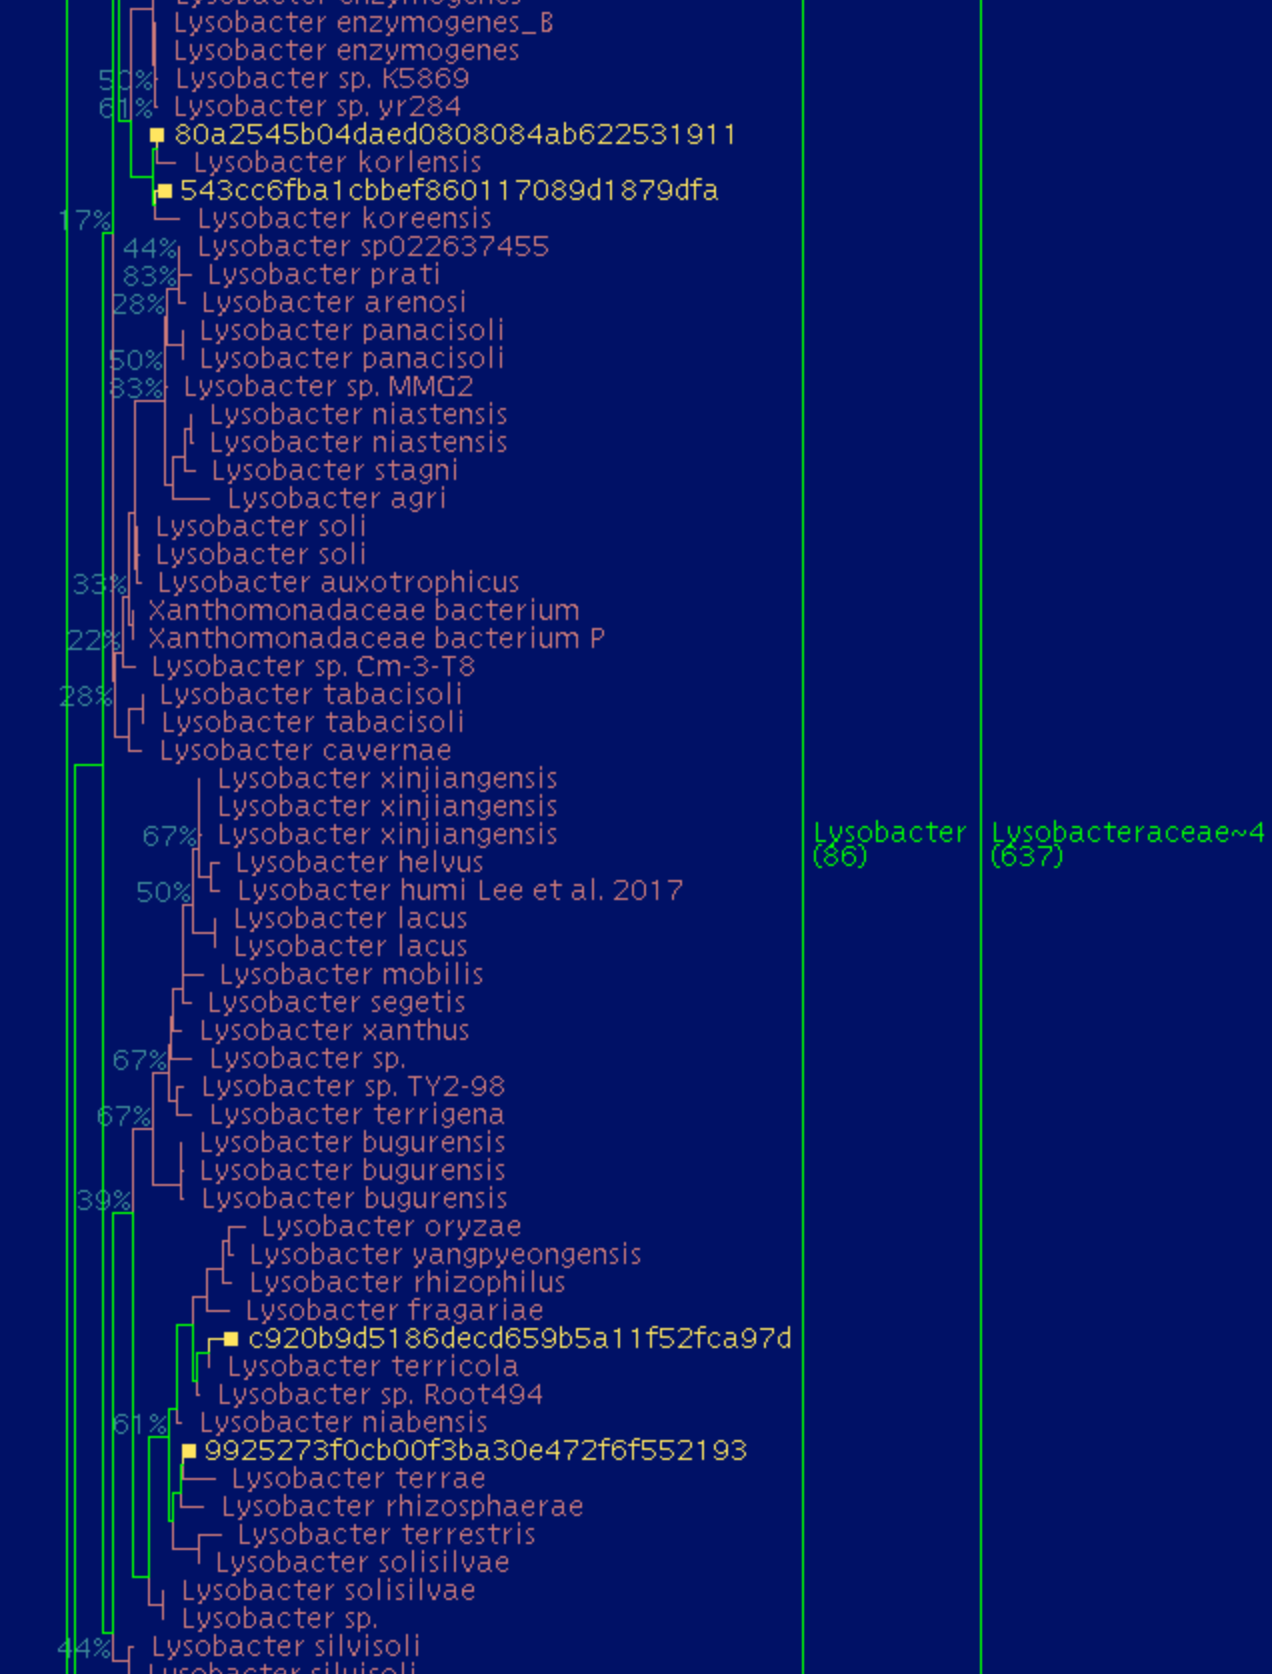 Lysobacter enzymogenes
Lysobacter enzymogenes_B
Lysobacter enzymogenes
50% Lysobacter sp. K5869
61% Lysobacter sp. yr284
80a2545b04daed0808084ab622531911
Lysobacter korlensis
543cc6fba1cbbef860117089d1879dfa
17% Lysobacter koreensis
44% Lysobacter sp022637455
83% Lysobacter prati
28% Lysobacter arenosi
Lysobacter panacisoli
50% Lysobacter panacisoli
83% Lysobacter sp. MMG2
Lysobacter niastensis
Lysobacter niastensis
Lysobacter stagni
Lysobacter agri
Lysobacter soli
Lysobacter soli
33% Lysobacter auxotrophicus
Xanthomonadaceae bacterium
22% Xanthomonadaceae bacterium P
Lysobacter sp. Cm-3-T8
28% Lysobacter tabacisoli
Lysobacter tabacisoli
Lysobacter cavernae
Lysobacter xinjiangensis
Lysobacter xinjiangensis
67% Lysobacter xinjiangensis Lysobacter Lysobacteraceae~4
(86) (637)
Lysobacter helvus
50% Lysobacter humi Lee et al. 2017
Lysobacter lacus
Lysobacter lacus
Lysobacter mobilis
Lysobacter segetis
Lysobacter xanthus
67% Lysobacter sp.
Lysobacter sp. TY2-98
67% Lysobacter terrigena
Lysobacter bugurensis
Lysobacter bugurensis
39% Lysobacter bugurensis
Lysobacter oryzae
Lysobacter yangpyeongensis
Lysobacter rhizophilus
Lysobacter fragariae
c920b9d5186decd659b5a11f52fca97d
Lysobacter terricola
Lysobacter sp. Root494
61% Lysobacter niabensis
9925273f0cb00f3ba30e472f6f552193
Lysobacter terrae
Lysobacter rhizosphaerae
Lysobacter terrestris
Lysobacter solisilvae
Lysobacter solisilvae
Lysobacter sp.
44% Lysobacter silvisoli
Lysobacter silvisoli